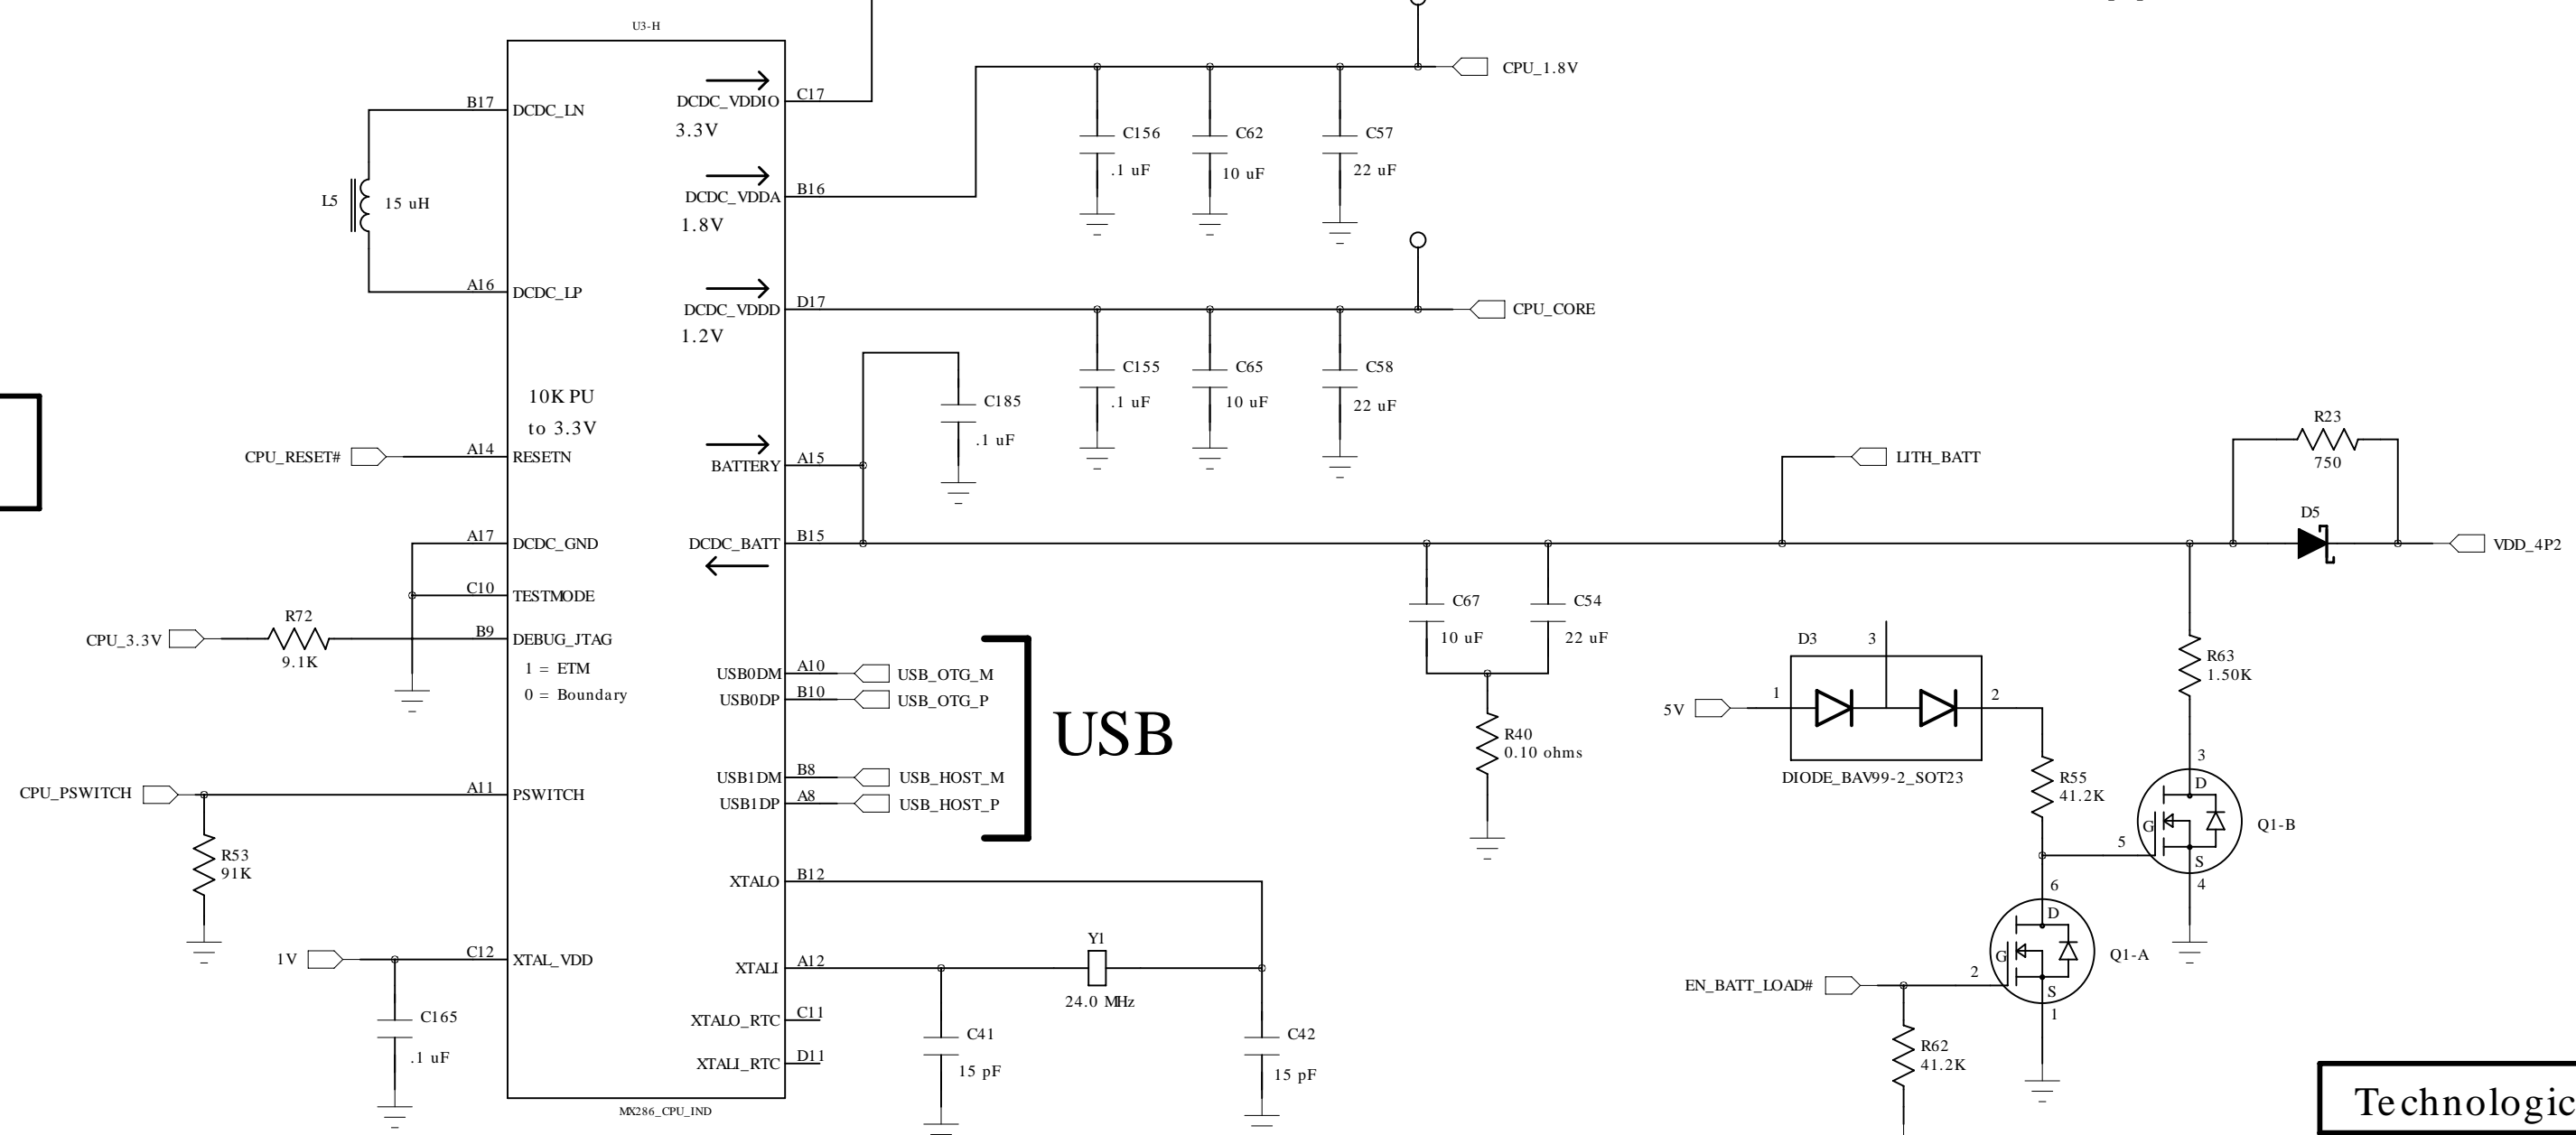 U3-H
B17
DCDC_LN
DCDC_VDDIO
C17
3.3V
CPU_1.8V
C156
.1 uF
C62
10 uF
C57
22 uF
L5
15 uH
DCDC_VDDA
B16
1.8V
A16
DCDC_LP
DCDC_VDDD
D17
1.2V
CPU_CORE
C155
.1 uF
C65
10 uF
C58
22 uF
10K PU
to 3.3V
C185
.1 uF
CPU_RESET#
A14
RESETN
BATTERY
A15
LITH_BATT
R23
750
D5
A17
DCDC_GND
DCDC_BATT
B15
VDD_4P2
C10
TESTMODE
C67
10 uF
C54
22 uF
CPU_3.3V
R72
9.1K
B9
DEBUG_JTAG
1 = ETM
0 = Boundary
USB0DM
A10
USB_OTG_M
USB0DP
B10
USB_OTG_P
USB
R40
0.10 ohms
D3
3
5V
1
2
DIODE_BAV99-2_SOT23
R63
1.50K
R55
41.2K
3
D
G
S
5
4
Q1-B
CPU_PSWITCH
A11
PSWITCH
USB1DM
B8
USB_HOST_M
USB1DP
A8
USB_HOST_P
R53
91K
XTALO
B12
1V
C12
XTAL_VDD
XTALI
A12
Y1
24.0 MHz
6
D
G
S
2
1
Q1-A
EN_BATT_LOAD#
C165
.1 uF
XTALO_RTC
C11
XTALI_RTC
D11
C41
15 pF
C42
15 pF
R62
41.2K
MX286_CPU_IND
Technologic